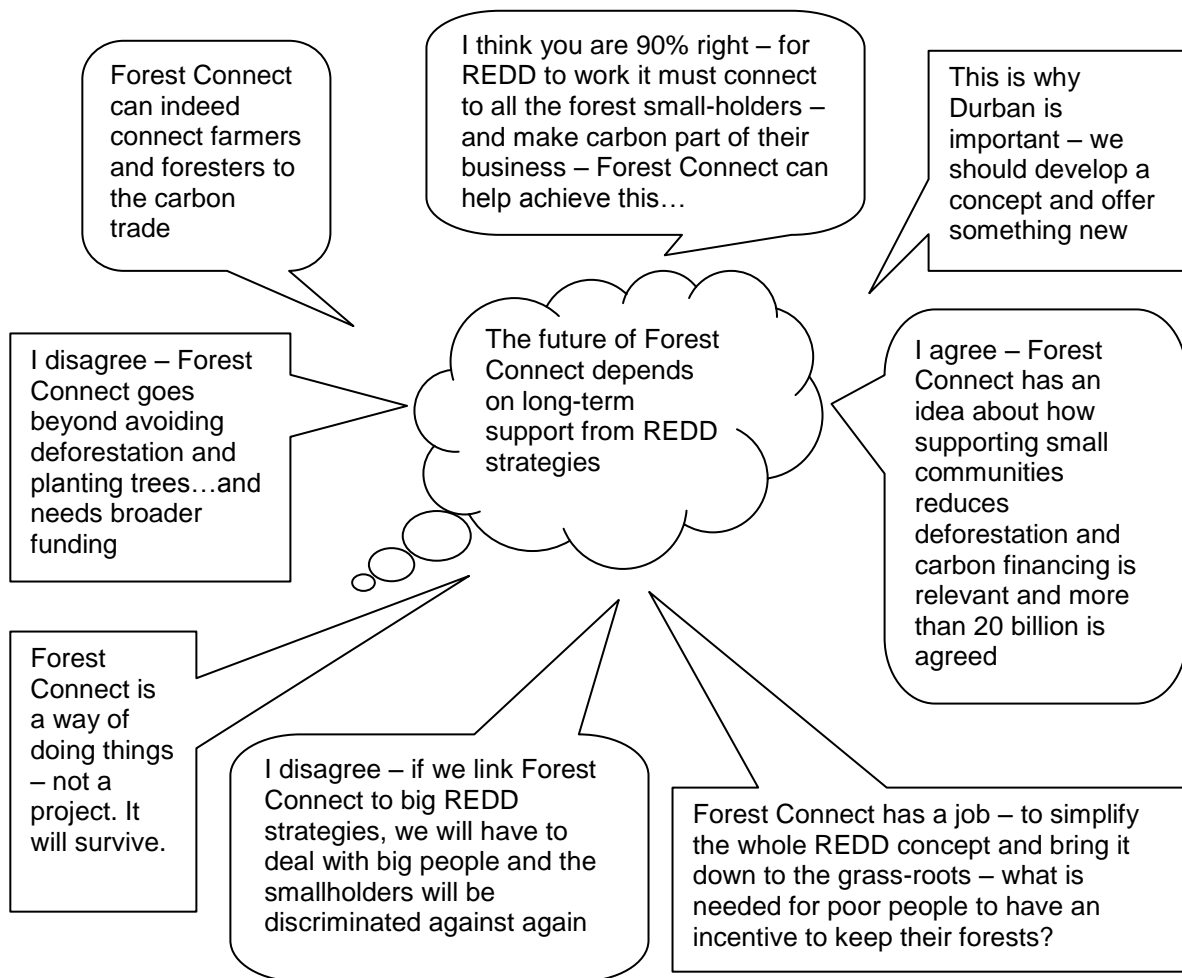 Forest Connect
can indeed
connect farmers
and foresters to
the carbon
trade
I think you are 90% right – for
REDD to work it must connect
to all the forest small-holders –
and make carbon part of their
business – Forest Connect can
help achieve this…
This is why
Durban is
important – we
should develop a
concept and offer
something new
I disagree – Forest
Connect goes
beyond avoiding
deforestation and
planting trees…and
needs broader
funding
The future of Forest
Connect depends
on long-term
support from REDD
strategies
I agree – Forest
Connect has an
idea about how
supporting small
communities
reduces
deforestation and
carbon financing is
relevant and more
than 20 billion is
agreed
Forest
Connect is
a way of
doing things
– not a
project. It
will survive.
I disagree – if we link Forest
Connect to big REDD
strategies, we will have to
deal with big people and the
smallholders will be
discriminated against again
Forest Connect has a job – to simplify
the whole REDD concept and bring it
down to the grass-roots – what is
needed for poor people to have an
incentive to keep their forests?